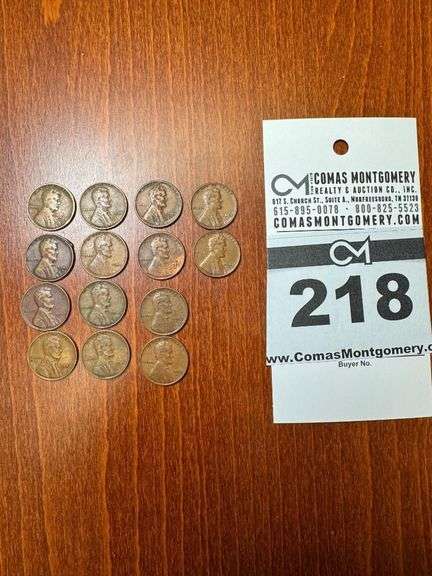 CM COMAS MONTGOMERY
REALTY & AUCTION CO., INC.
617 S. CHURCH ST., SUITE A., MURFREESBORO, TN 37130
615-895-0078 · 800-825-5523
COMASMONTGOMERY.COM
CM
218
www.ComasMontgomery.c
Buyer No.